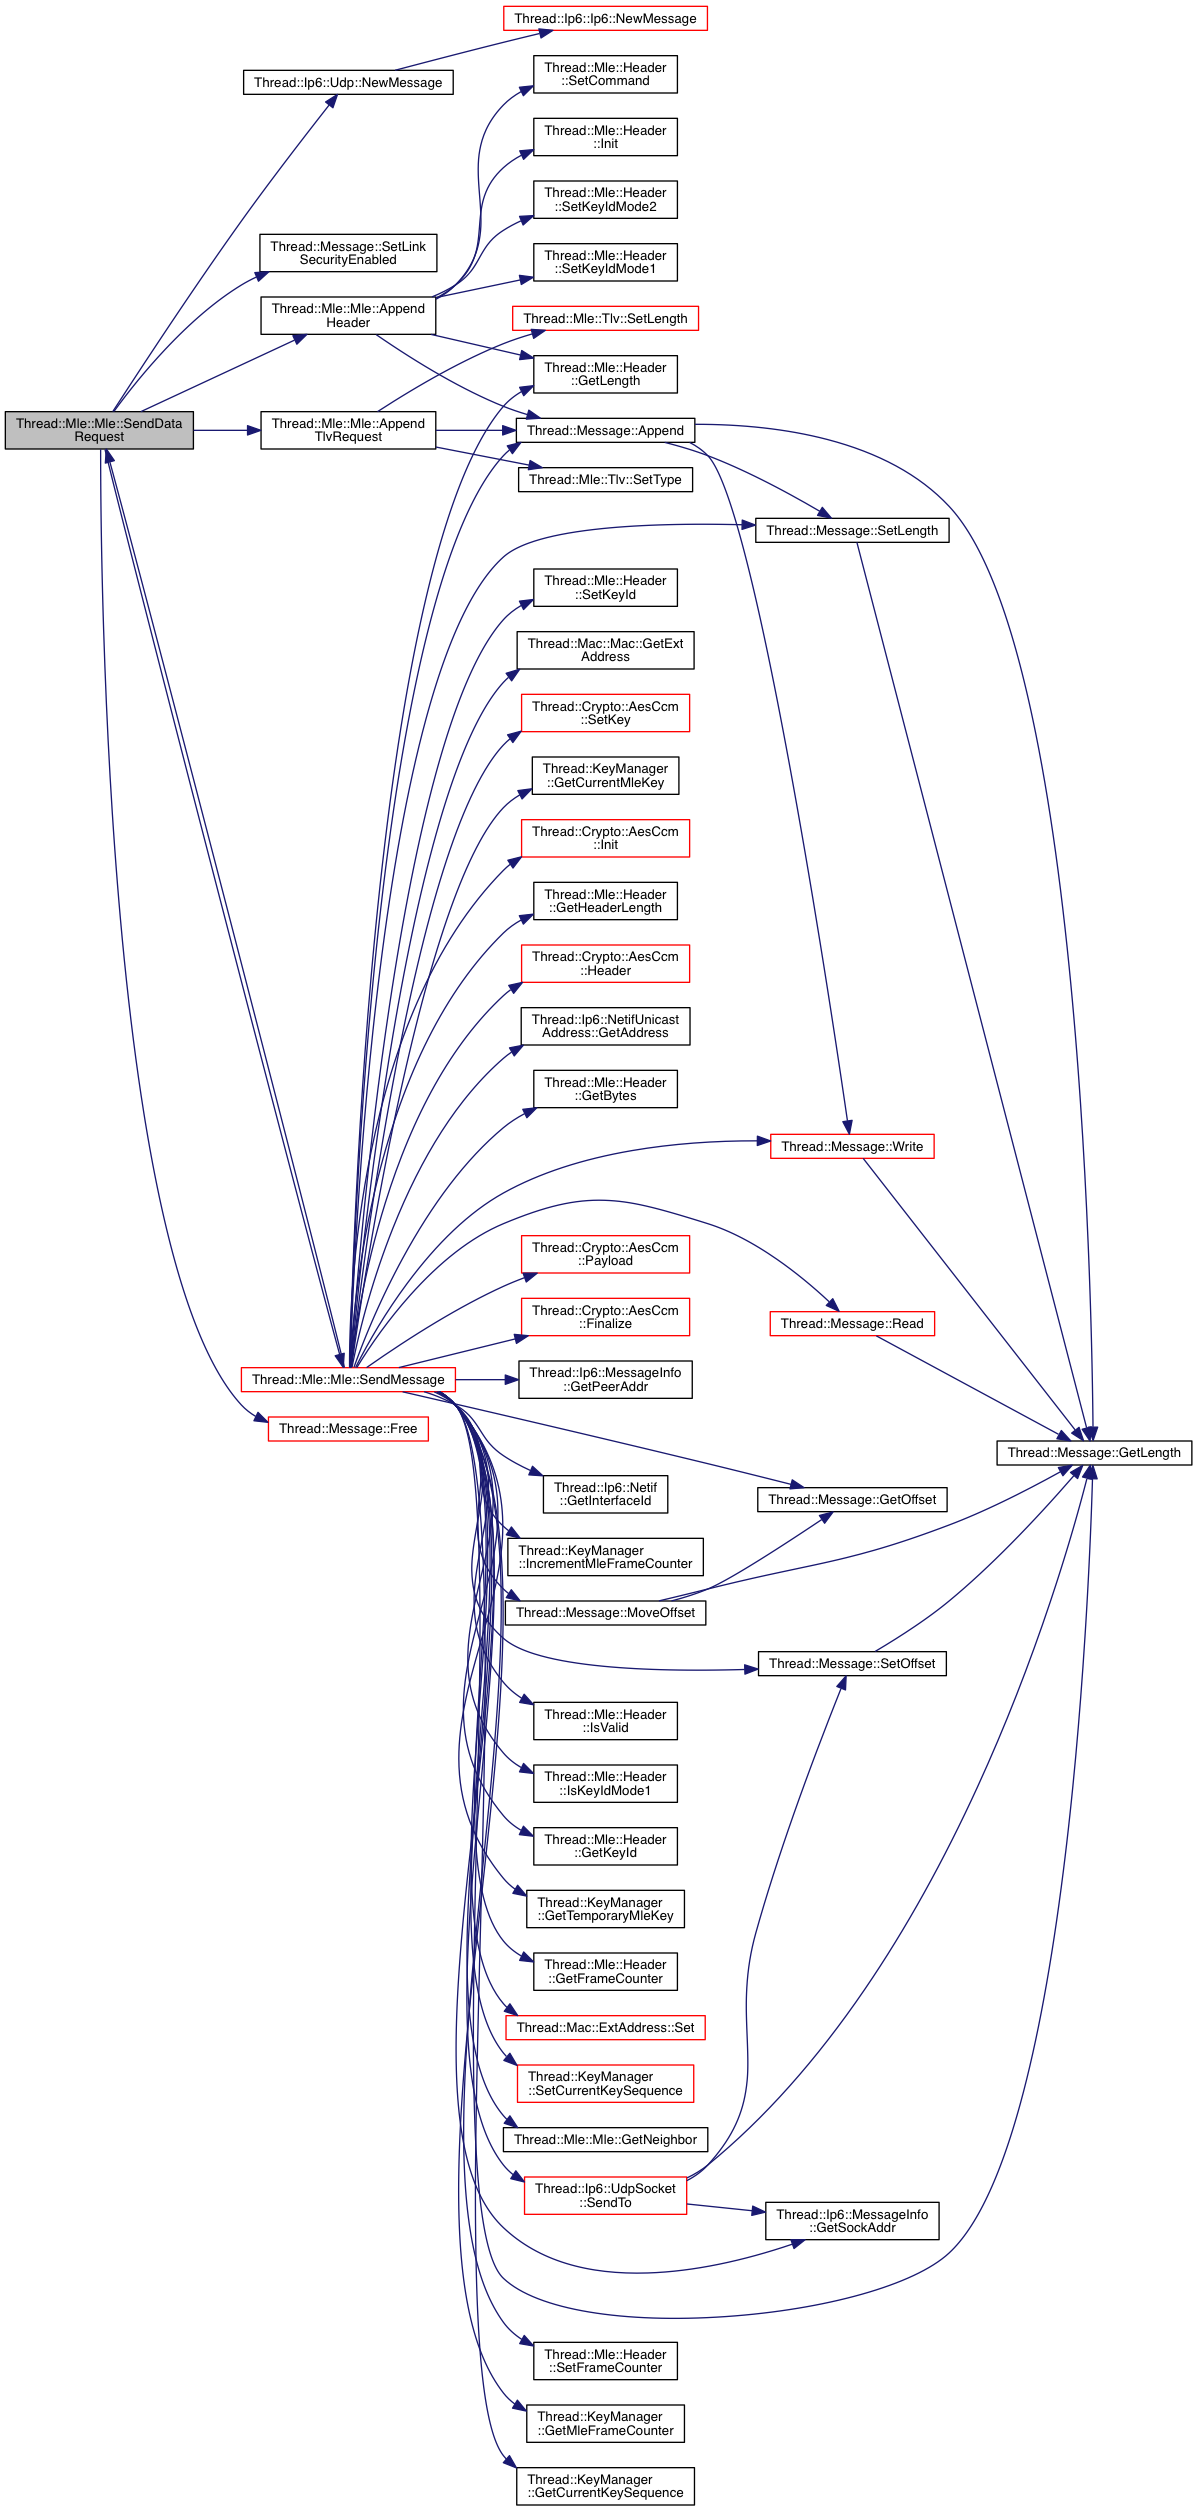 Thread::Ip6::Ip6::NewMessage
Thread::Mle::Header
::SetCommand
Thread::Ip6::Udp::NewMessage
Thread::Mle::Header
::Init
Thread::Mle::Header
::SetKeyIdMode2
Thread::Message::SetLink
SecurityEnabled
Thread::Mle::Header
::SetKeyIdMode1
Thread::Mle::Mle::Append
Header
Thread::Mle::Tlv::SetLength
Thread::Mle::Header
::GetLength
Thread::Mle::Mle::SendData
Request
Thread::Mle::Mle::Append
TlvRequest
Thread::Message::Append
Thread::Mle::Tlv::SetType
Thread::Message::SetLength
Thread::Mle::Header
::SetKeyId
Thread::Mac::Mac::GetExt
Address
Thread::Crypto::AesCcm
::SetKey
Thread::KeyManager
::GetCurrentMleKey
Thread::Crypto::AesCcm
::Init
Thread::Mle::Header
::GetHeaderLength
Thread::Crypto::AesCcm
::Header
Thread::Ip6::NetifUnicast
Address::GetAddress
Thread::Mle::Header
::GetBytes
Thread::Message::Write
Thread::Crypto::AesCcm
::Payload
Thread::Crypto::AesCcm
::Finalize
Thread::Message::Read
Thread::Mle::Mle::SendMessage
Thread::Ip6::MessageInfo
::GetPeerAddr
Thread::Message::Free
Thread::Message::GetLength
Thread::Ip6::Netif
::GetInterfaceId
Thread::Message::GetOffset
Thread::KeyManager
::IncrementMleFrameCounter
Thread::Message::MoveOffset
Thread::Message::SetOffset
Thread::Mle::Header
::IsValid
Thread::Mle::Header
::IsKeyIdMode1
Thread::Mle::Header
::GetKeyId
Thread::KeyManager
::GetTemporaryMleKey
Thread::Mle::Header
::GetFrameCounter
Thread::Mac::ExtAddress::Set
Thread::KeyManager
::SetCurrentKeySequence
Thread::Mle::Mle::GetNeighbor
Thread::Ip6::UdpSocket
::SendTo
Thread::Ip6::MessageInfo
::GetSockAddr
Thread::Mle::Header
::SetFrameCounter
Thread::KeyManager
::GetMleFrameCounter
Thread::KeyManager
::GetCurrentKeySequence